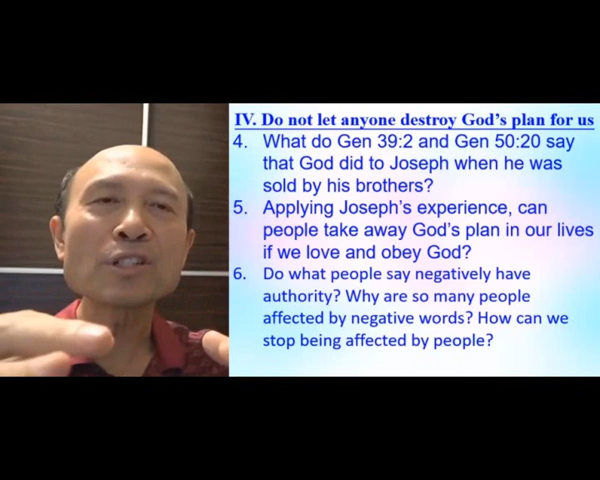 IV. Do not let anyone destroy God's plan for us
4. What do Gen 39:2 and Gen 50:20 say
that God did to Joseph when he was
sold by his brothers?
5. Applying Joseph's experience, can
people take away God's plan in our lives
if we love and obey God?
6. Do what people say negatively have
authority? Why are so many people
affected by negative words? How can we
stop being affected by people?